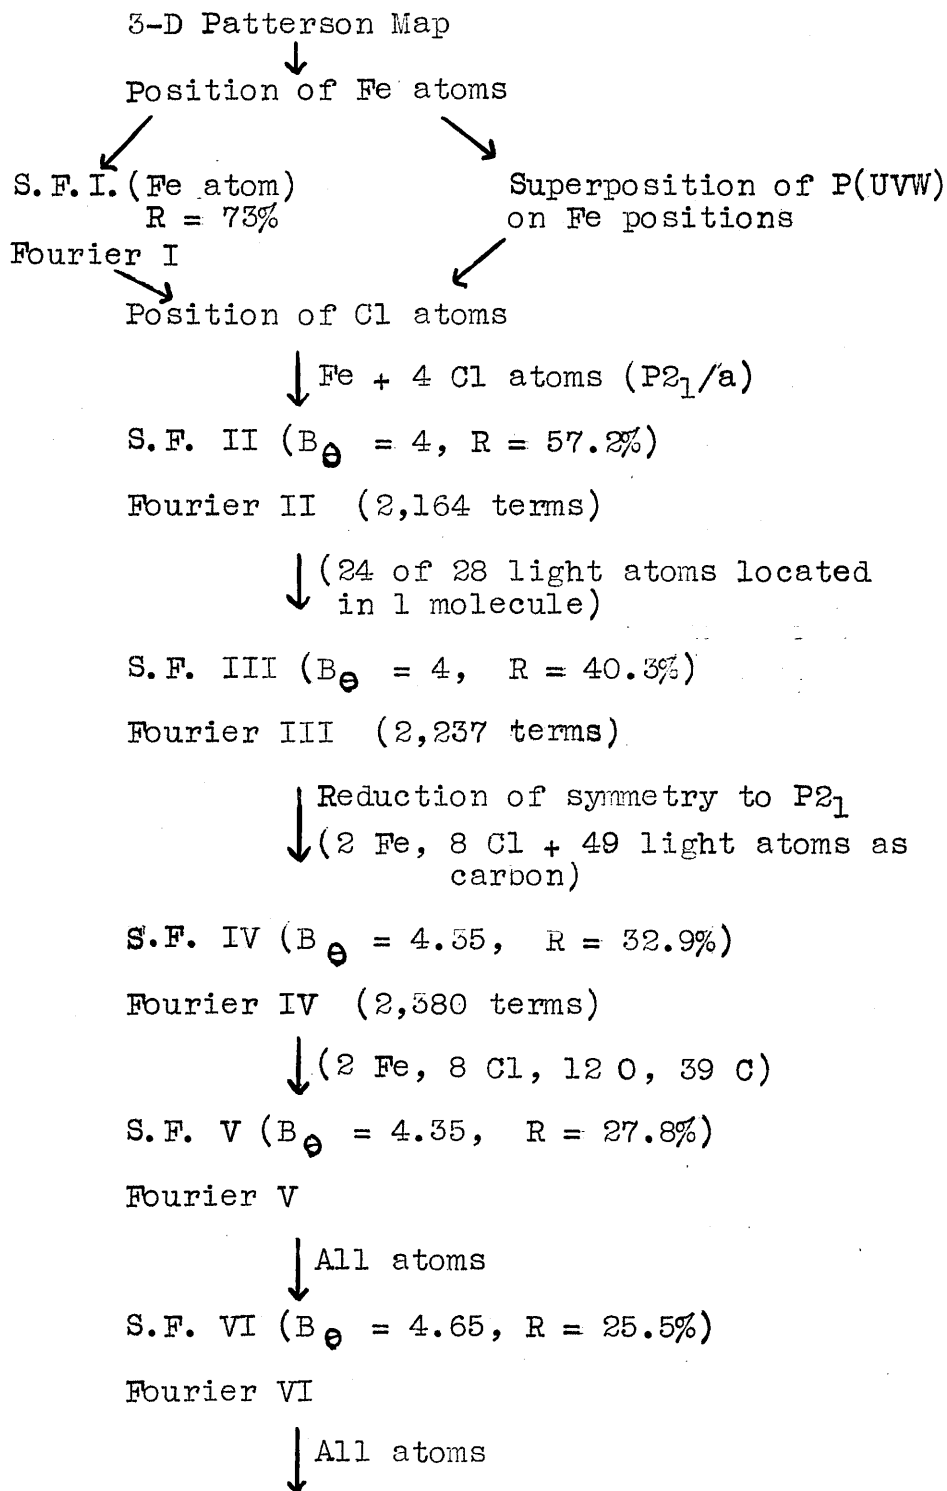 3-D Patterson Map
Position of Fe atoms
S.F.I. (Fe atom)
R = 73%
Fourier I
Superposition of P(UVW)
on Fe positions
Position of Cl atoms
Fe + 4 Cl atoms (P2₁/a)
S.F. II (Bɵ = 4, R = 57.2%)
Fourier II (2,164 terms)
(24 of 28 light atoms located
in 1 molecule)
S.F. III (Bɵ = 4, R = 40.3%)
Fourier III (2,237 terms)
Reduction of symmetry to P2₁
(2 Fe, 8 Cl + 49 light atoms as
carbon)
S.F. IV (Bɵ = 4.35, R = 32.9%)
Fourier IV (2,380 terms)
(2 Fe, 8 Cl, 12 O, 39 C)
S.F. V (Bɵ = 4.35, R = 27.8%)
Fourier V
All atoms
S.F. VI (Bɵ = 4.65, R = 25.5%)
Fourier VI
All atoms